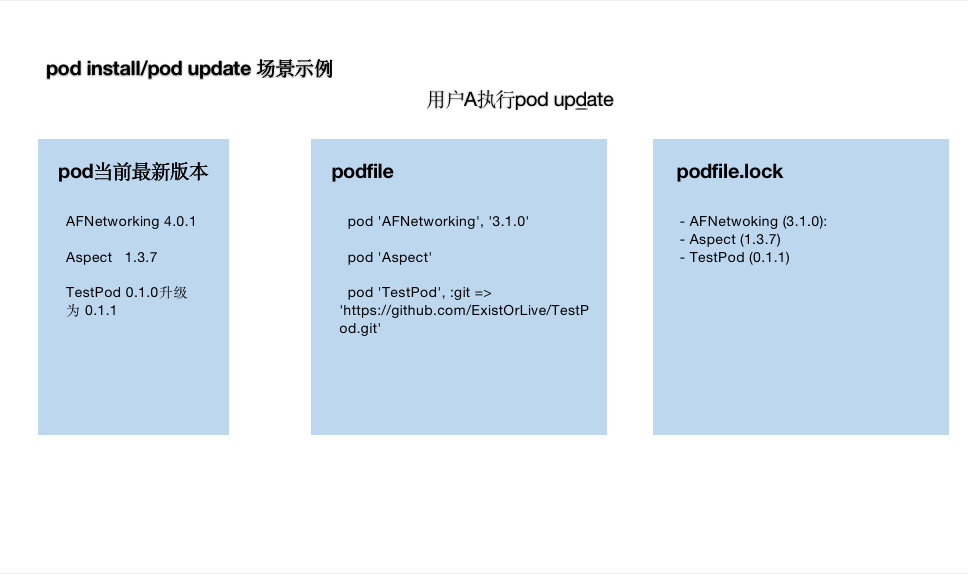 pod install/pod update 场景示例
用户A执行pod update
pod当前最新版本
AFNetworking 4.0.1
Aspect 1.3.7
TestPod 0.1.0升级
为 0.1.1
podfile
pod 'AFNetworking', '3.1.0'
pod 'Aspect'
pod 'TestPod', :git =>
'https://github.com/ExistOrLive/TestP
od.git'
podfile.lock
- AFNetwoking (3.1.0):
- Aspect (1.3.7)
- TestPod (0.1.1)